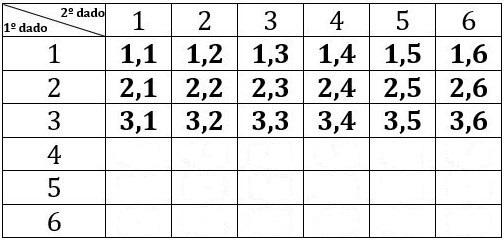 2º dado
1º dado
1 2 3 4 5 6
1 1,1 1,2 1,3 1,4 1,5 1,6
2 2,1 2,2 2,3 2,4 2,5 2,6
3 3,1 3,2 3,3 3,4 3,5 3,6
4
5
6